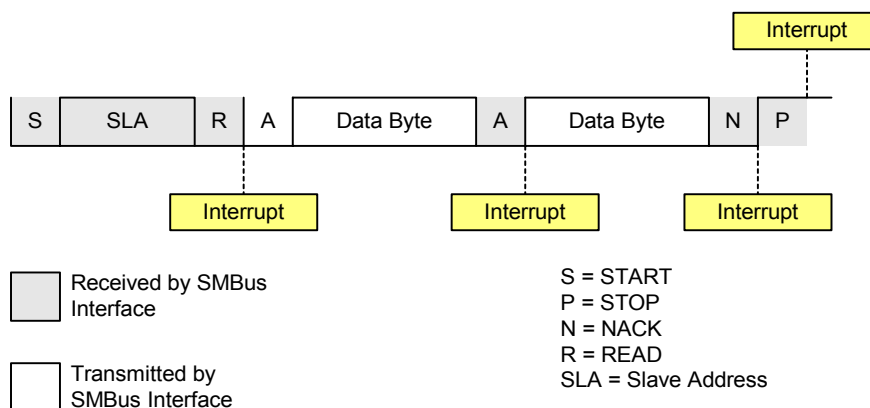 Interrupt
S SLA R A Data Byte A Data Byte N P
Interrupt Interrupt Interrupt
Received by SMBus
Interface
Transmitted by
SMBus Interface
S = START
P = STOP
N = NACK
R = READ
SLA = Slave Address